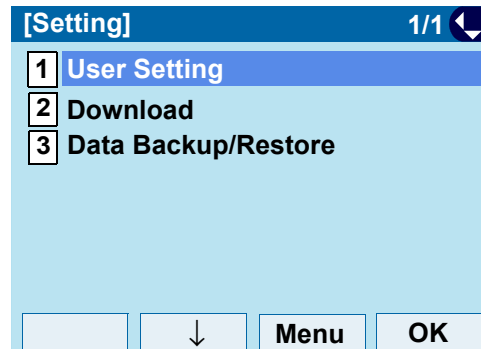 [Setting] 1/1
1 User Setting
2 Download
3 Data Backup/Restore
↓ Menu OK